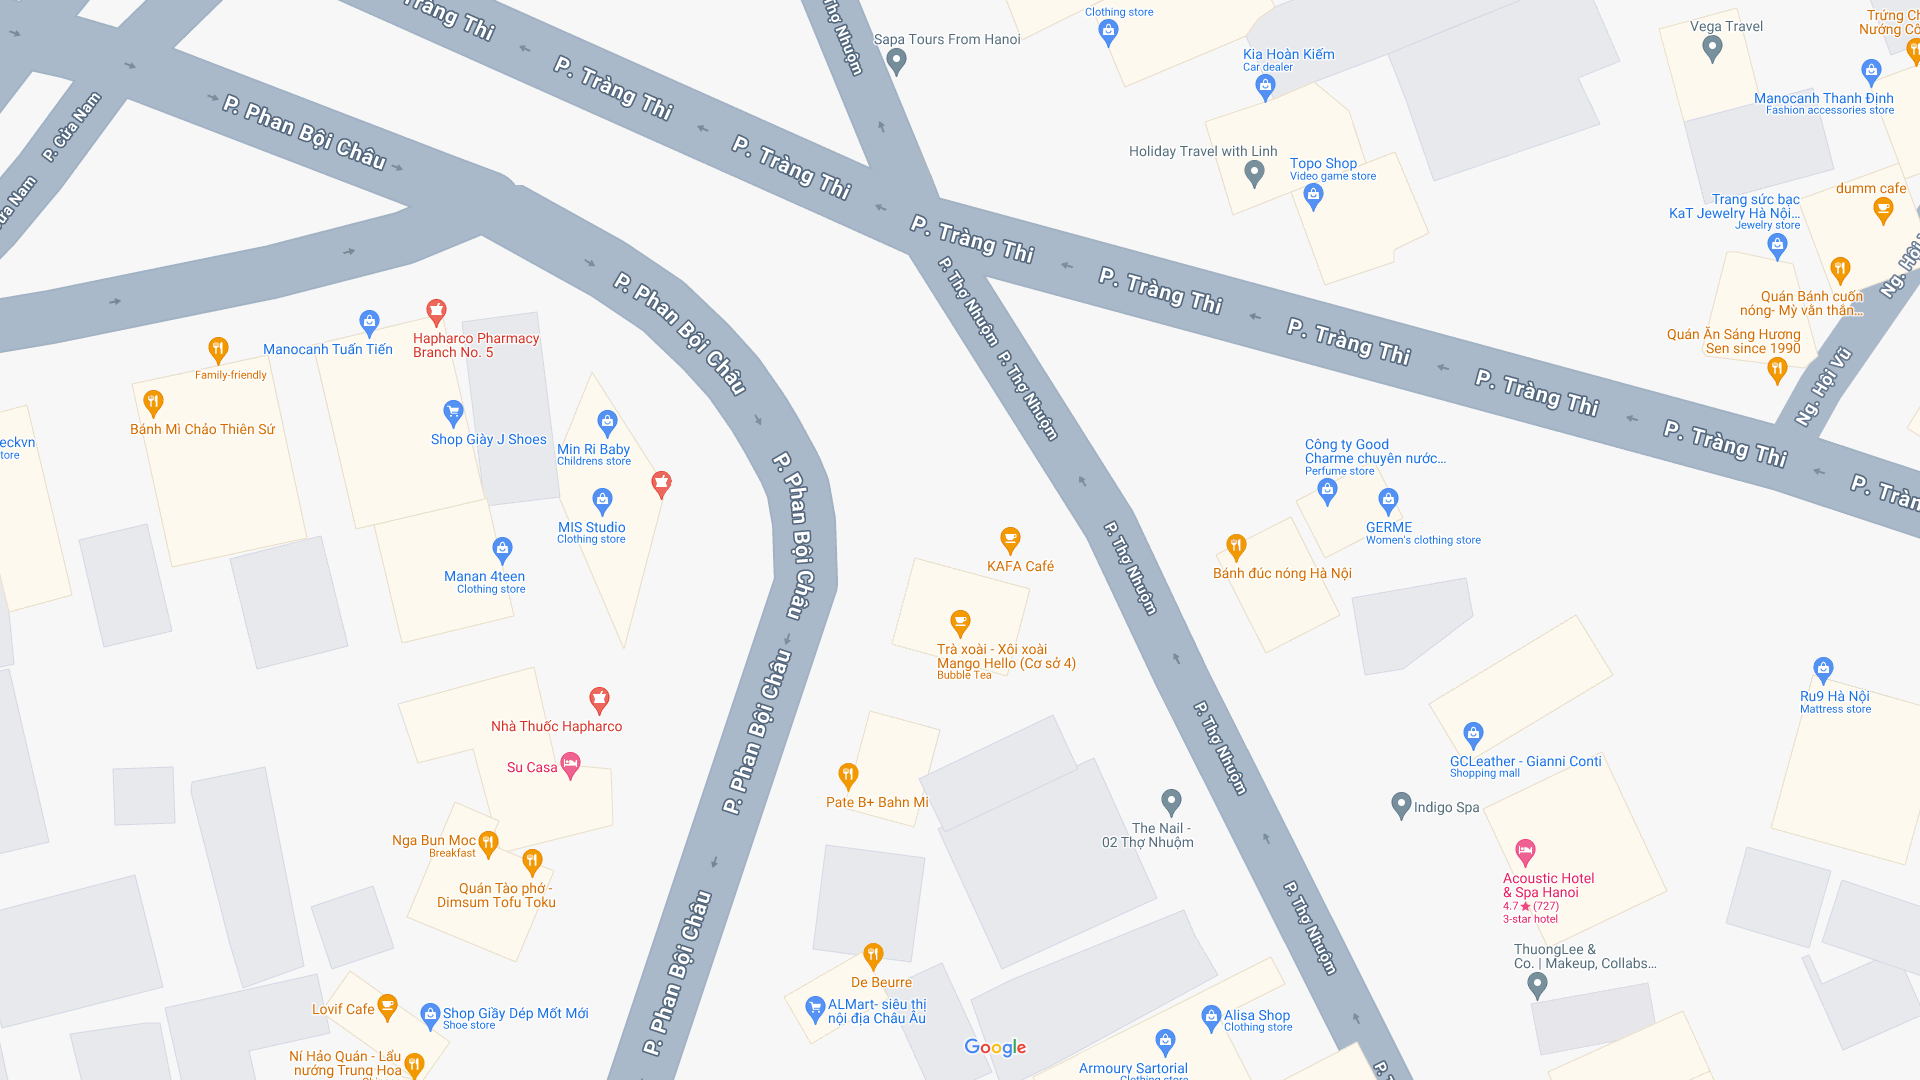 P. Tràng Thi
P. Thợ Nhuộm
Sapa Tours From Hanoi
Clothing store
Kia Hoàn Kiếm
Car dealer
Vega Travel
Manocanh Thanh Đinh
Fashion accessories store
P. Cửa Nam
P. Phan Bội Châu
P. Tràng Thi
P. Tràng Thi
Holiday Travel with Linh
Topo Shop
Video game store
dumm cafe
Trang sức bạc
KaT Jewelry Hà Nội...
Jewelry store
P. Tràng Thi
P. Tràng Thi
P. Tràng Thi
P. Tràng Thi
P. Tràng Thi
Quán Bánh cuốn
nóng- Mỳ vằn thắn...
Quán Ăn Sáng Hương
Sen since 1990
Ng. Hội Vũ
P. Phan Bội Châu
P. Thợ Nhuộm
P. Thợ Nhuộm
Manocanh Tuấn Tiến
Hapharco Pharmacy
Branch No. 5
Family-friendly
Bánh Mì Chảo Thiên Sứ
Shop Giày J Shoes
Min Ri Baby
Childrens store
MIS Studio
Clothing store
Manan 4teen
Clothing store
P. Phan Bội Châu
Công ty Good
Charme chuyên nước...
Perfume store
GERME
Women's clothing store
Bánh đúc nóng Hà Nội
KAFA Café
P. Thợ Nhuộm
Trà xoài - Xôi xoài
Mango Hello (Cơ sở 4)
Bubble Tea
P. Phan Bội Châu
Nhà Thuốc Hapharco
Su Casa
P. Thợ Nhuộm
Ru9 Hà Nội
Mattress store
GCLeather - Gianni Conti
Shopping mall
Indigo Spa
Pate B+ Bahn Mi
The Nail -
02 Thợ Nhuộm
Nga Bun Moc
Breakfast
Quán Tào phớ -
Dimsum Tofu Toku
Acoustic Hotel
& Spa Hanoi
4.7★(727)
3-star hotel
P. Phan Bội Châu
P. Thợ Nhuộm
ThuongLee &
Co. | Makeup, Collabs...
De Beurre
ALMart- siêu thị
nội địa Châu Âu
Lovif Cafe
Shop Giầy Dép Mốt Mới
Shoe store
Alisa Shop
Clothing store
Ní Hảo Quán - Lẩu
nướng Trung Hoa
Google
Armoury Sartorial